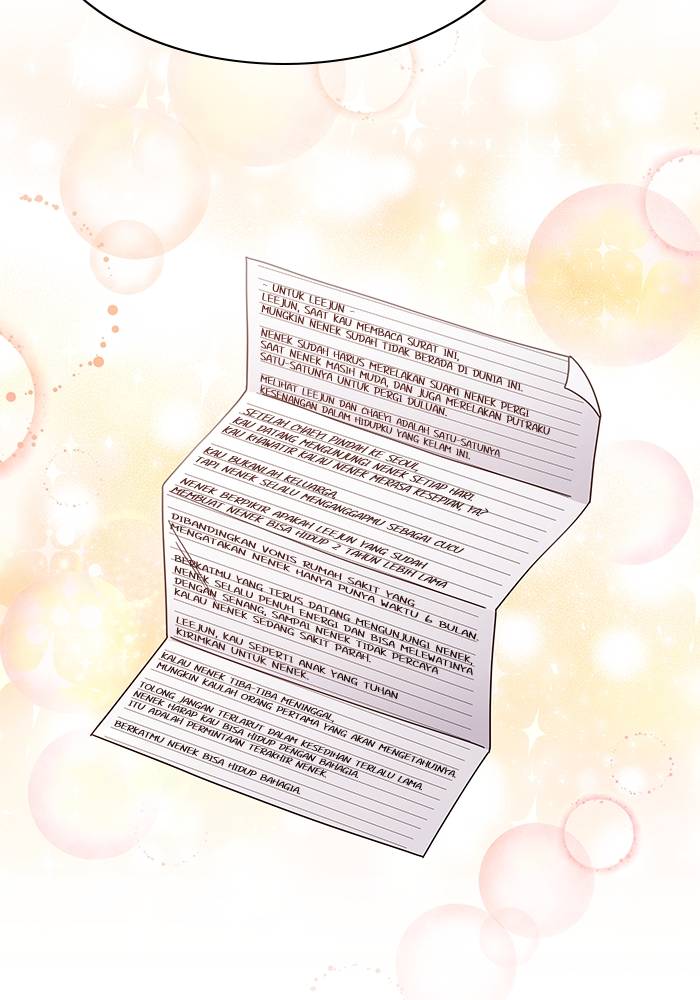 - UNTUK LEEJUN -
LEEJUN, SAAT KAU MEMBACA SURAT INI,
MUNGKIN NENEK SUDAH TIDAK BERADA DI DUNIA INI.
NENEK SUDAH HARUS MERELAKAN SUAMI NENEK PERGI
SAAT NENEK MASIH MUDA, DAN JUGA MERELAKAN PUTRAKU
SATU-SATUNYA UNTUK PERGI DULUAN.
MELIHAT LEEJUN DAN CHAEYI ADALAH SATU-SATUNYA
KESENANGAN DALAM HIDUPKU YANG KELAM INI.
SETELAH CHAEYI PINDAH KE SEOUL,
KAU DATANG MENGUNJUNGI NENEK SETIAP HARI.
KAU KHAWATIR KALAU NENEK MERASA KESEPIAN, YA?
KAU BUKANLAH KELUARGA,
TAPI NENEK SELALU MENGANGGAPMU SEBAGAI CUCU
NENEK BERPIKIR APAKAH LEEJUN YANG SUDAH
MEMBUAT NENEK BISA HIDUP 2 TAHUN LEBIH LAMA
DIBANDINGKAN VONIS RUMAH SAKIT YANG
MENGATAKAN NENEK HANYA PUNYA WAKTU 6 BULAN.
BERKATMU YANG TERUS DATANG MENGUNJUNGI NENEK,
NENEK SELALU PENUH ENERGI DAN BISA MELEWATINYA
DENGAN SENANG, SAMPAI NENEK TIDAK PERCAYA
KALAU NENEK SEDANG SAKIT PARAH.
LEEJUN, KAU SEPERTI ANAK YANG TUHAN
KIRIMKAN UNTUK NENEK.
KALAU NENEK TIBA-TIBA MENINGGAL,
MUNGKIN KAULAH ORANG PERTAMA YANG AKAN MENGETAHUINYA.
TOLONG JANGAN TERLARUT DALAM KESEDIHAN TERLALU LAMA.
NENEK HARAP KAU BISA HIDUP DENGAN BAHAGIA.
ITU ADALAH PERMINTAAN TERAKHIR NENEK
BERKATMU NENEK BISA HIDUP BAHAGIA.